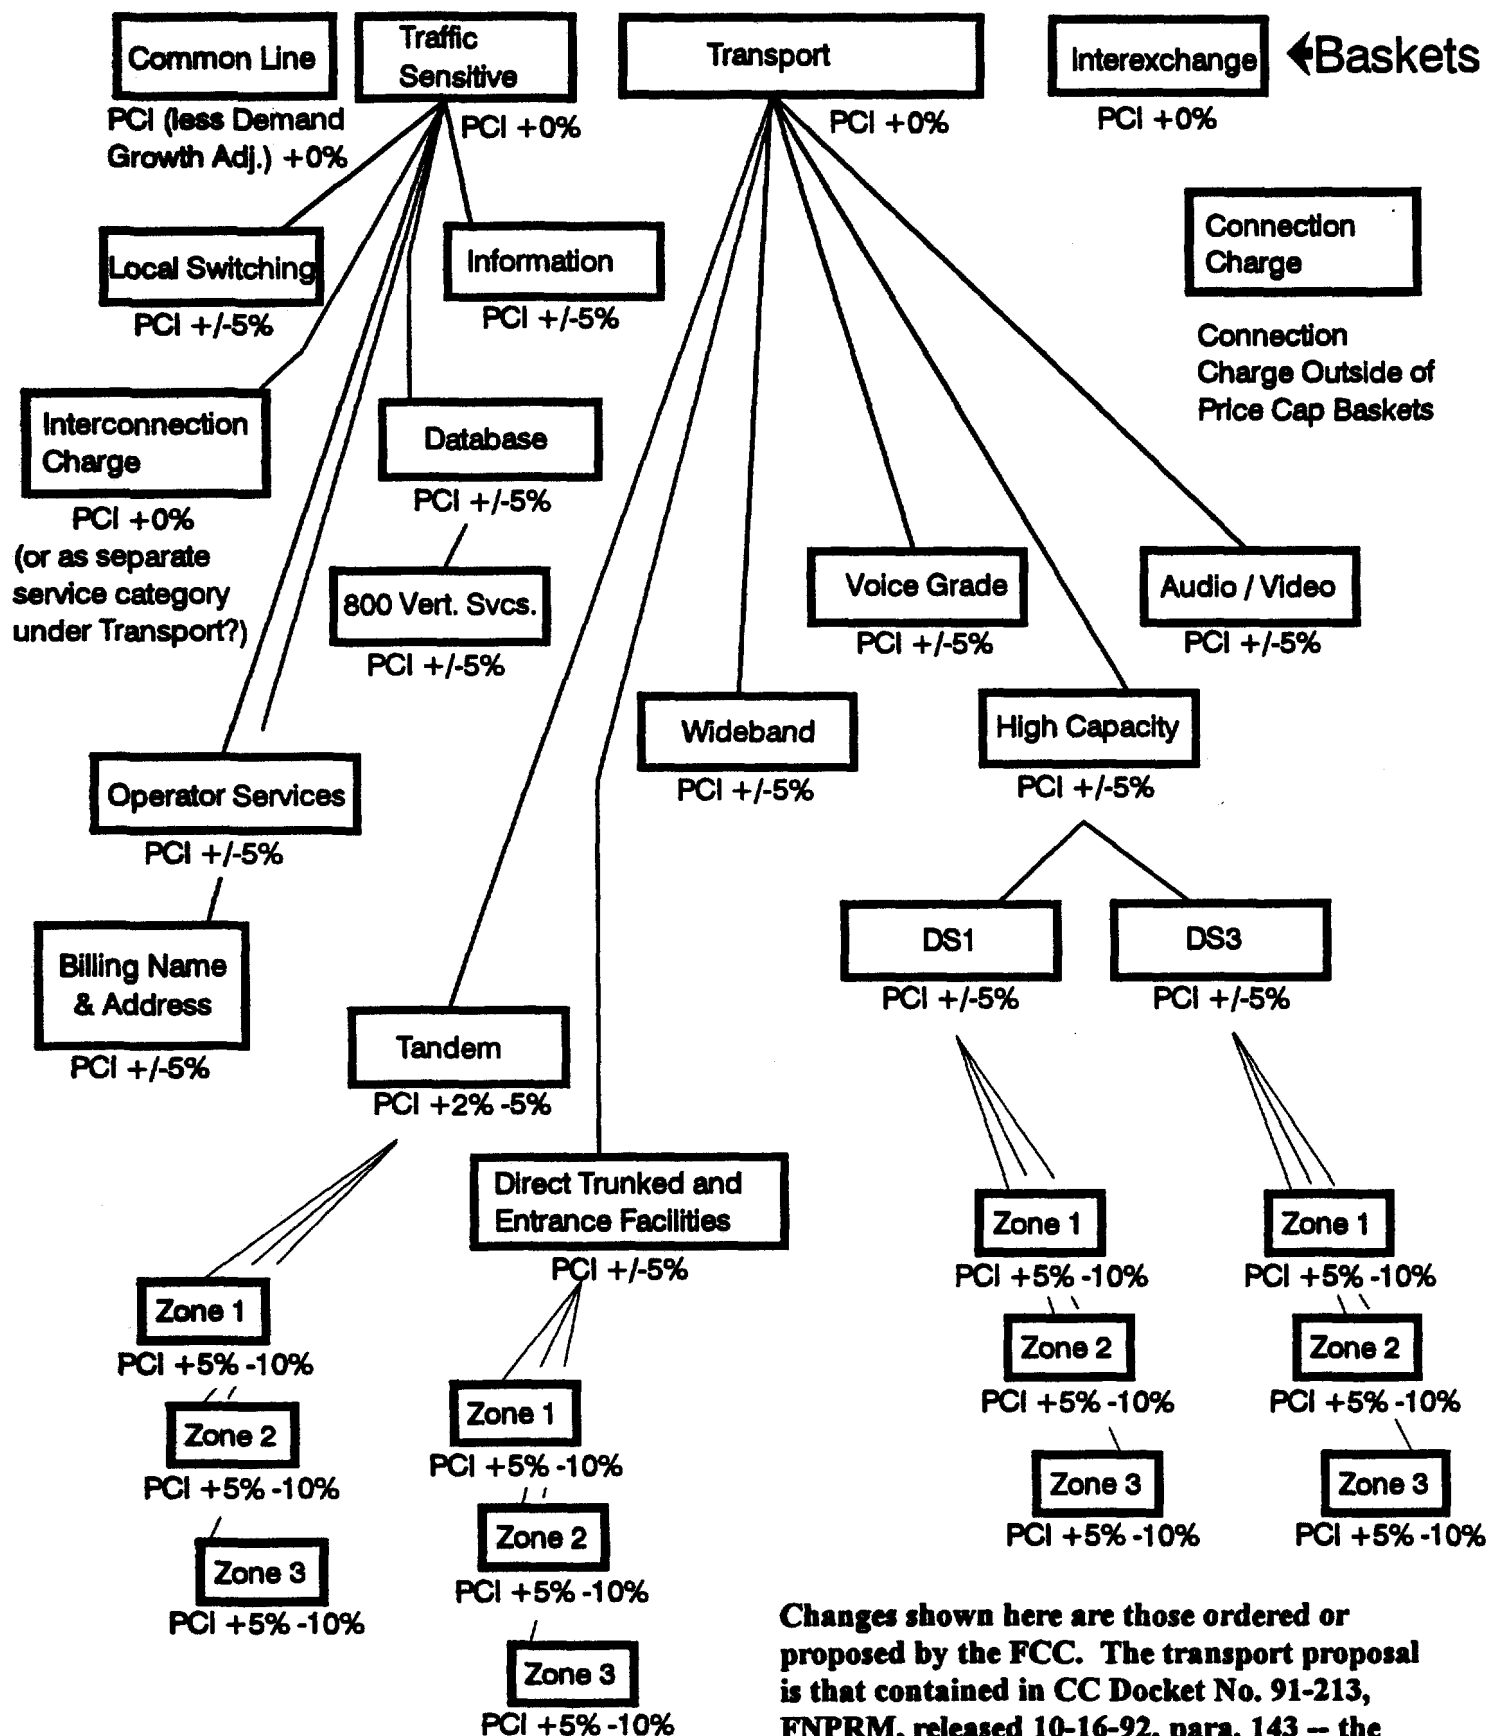 Common Line
PCI (less Demand
Growth Adj.) +0%
Traffic
Sensitive
PCI +0%
Transport
PCI +0%
Interexchange
PCI +0%
Baskets
Connection
Charge
Connection
Charge Outside of
Price Cap Baskets
Local Switching
PCI +/-5%
Information
PCI +/-5%
Interconnection
Charge
PCI +0%
(or as separate
service category
under Transport?)
Database
PCI +/-5%
800 Vert. Svcs.
PCI +/-5%
Voice Grade
PCI +/-5%
Audio / Video
PCI +/-5%
Wideband
PCI +/-5%
High Capacity
PCI +/-5%
Operator Services
PCI +/-5%
Billing Name
& Address
PCI +/-5%
DS1
PCI +/-5%
DS3
PCI +/-5%
Tandem
PCI +2% -5%
Direct Trunked and
Entrance Facilities
PCI +/-5%
Zone 1
PCI +5% -10%
Zone 2
PCI +5% -10%
Zone 3
PCI +5% -10%
Zone 1
PCI +5% -10%
Zone 2
PCI +5% -10%
Zone 3
PCI +5% -10%
Zone 1
PCI +5% -10%
Zone 2
PCI +5% -10%
Zone 3
PCI +5% -10%
Zone 1
PCI +5% -10%
Zone 2
PCI +5% -10%
Zone 3
PCI +5% -10%
Changes shown here are those ordered or
proposed by the FCC. The transport proposal
is that contained in CC Docket No. 91-213,
FNPRM, released 10-16-92, para. 143 -- the